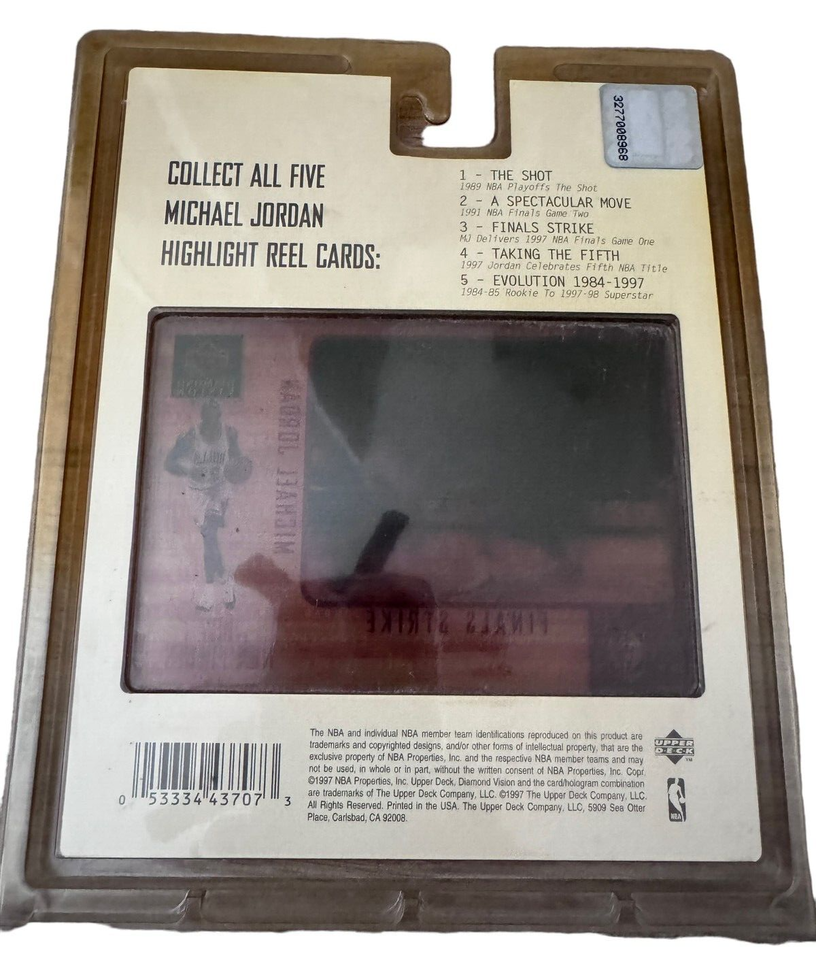 COLLECT ALL FIVE
MICHAEL JORDAN
HIGHLIGHT REEL CARDS:
3277008968
1 - THE SHOT
1989 NBA Playoffs The Shot
2 - A SPECTACULAR MOVE
1991 NBA Finals Game Two
3 - FINALS STRIKE
MJ Delivers 1997 NBA Finals Game One
4 - TAKING THE FIFTH
1997 Jordan Celebrates Fifth NBA Title
5 - EVOLUTION 1984-1997
1984-85 Rookie To 1997-98 Superstar
MICHAEL JORDAN
FINALS STRIKE
0 53334 43707 3
The NBA and individual NBA member team identifications reproduced on this product are
trademarks and copyrighted designs, and/or other forms of intellectual property, that are the
exclusive property of NBA Properties, Inc. and the respective NBA member teams and may
not be used, in whole or in part, without the written consent of NBA Properties, Inc. Copr.
©1997 NBA Properties, Inc. Upper Deck, Diamond Vision and the card/hologram combination
are trademarks of The Upper Deck Company, LLC. ©1997 The Upper Deck Company, LLC.
All Rights Reserved. Printed in the USA. The Upper Deck Company, LLC, 5909 Sea Otter
Place, Carlsbad, CA 92008.
UPPER
DECK
TM
NBA